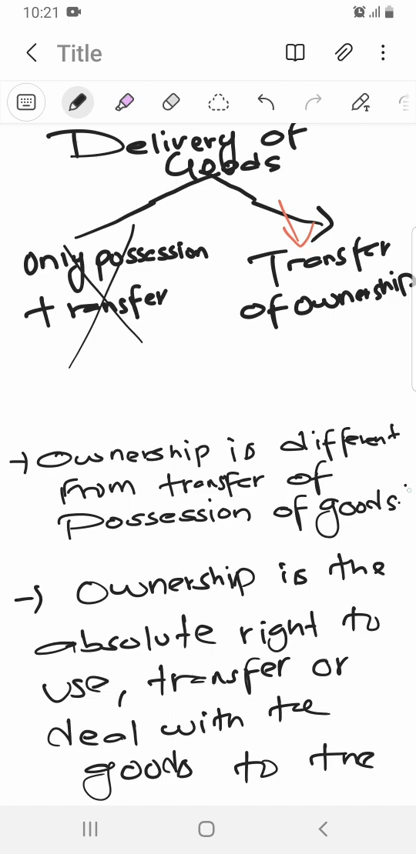 10:21
Title
Delivery of
Goods
only possession
transfer
Transfer
of ownership
→ Ownership is different
from transfer of
Possession of goods.
→ Ownership is the
absolute right to
use, transfer or
deal with the
goods to the